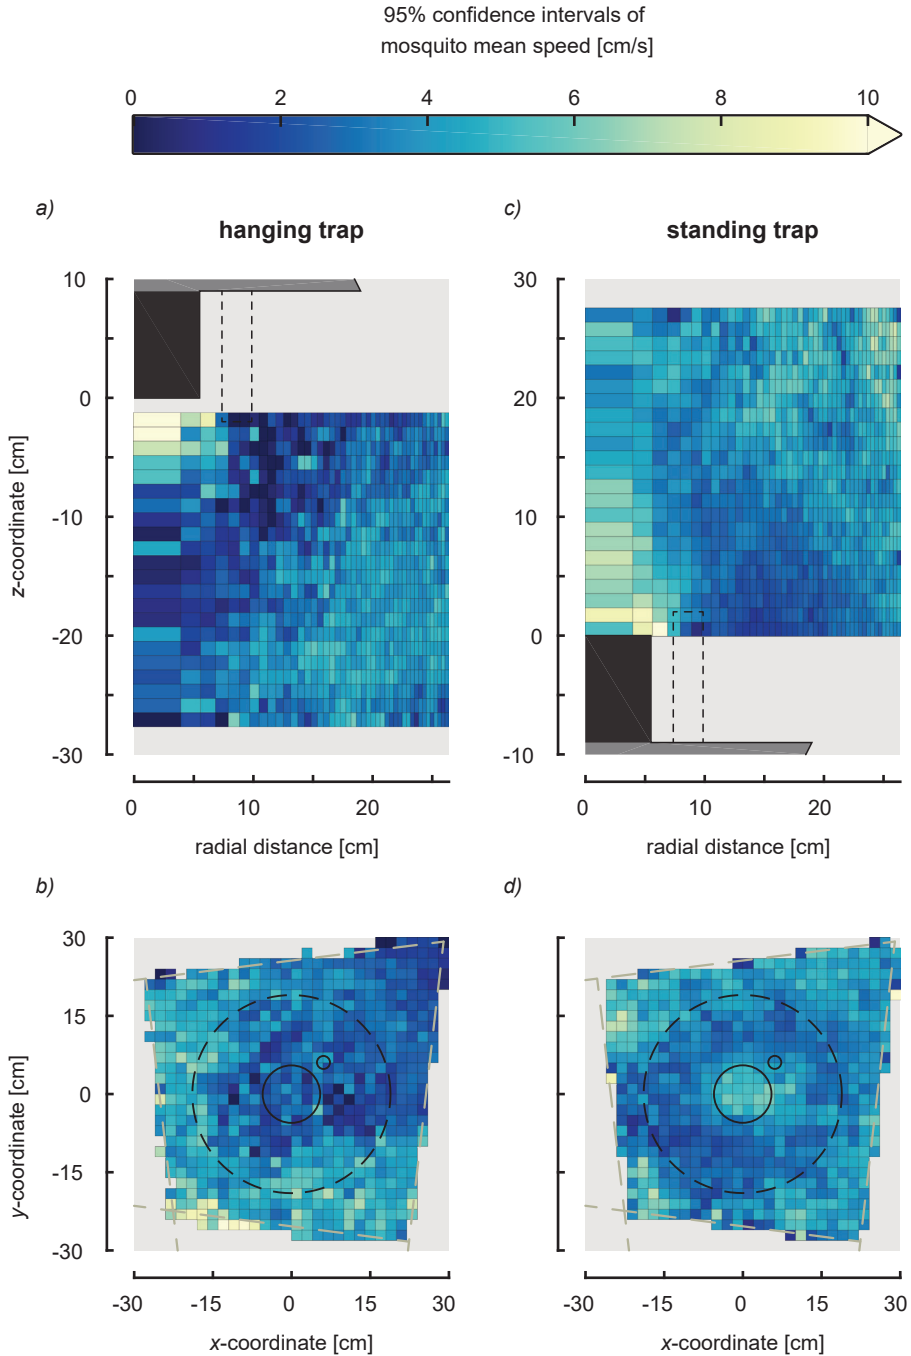 95% confidence intervals of
mosquito mean speed [cm/s]
0 2 4 6 8 10
a)
hanging trap
c)
standing trap
10
0
-10
-20
-30
z-coordinate [cm]
0 10 20
radial distance [cm]
30
20
10
0
-10
0 10 20
radial distance [cm]
b)
30
15
0
-15
-30
y-coordinate [cm]
-30 -15 0 15 30
x-coordinate [cm]
d)
-30 -15 0 15 30
x-coordinate [cm]